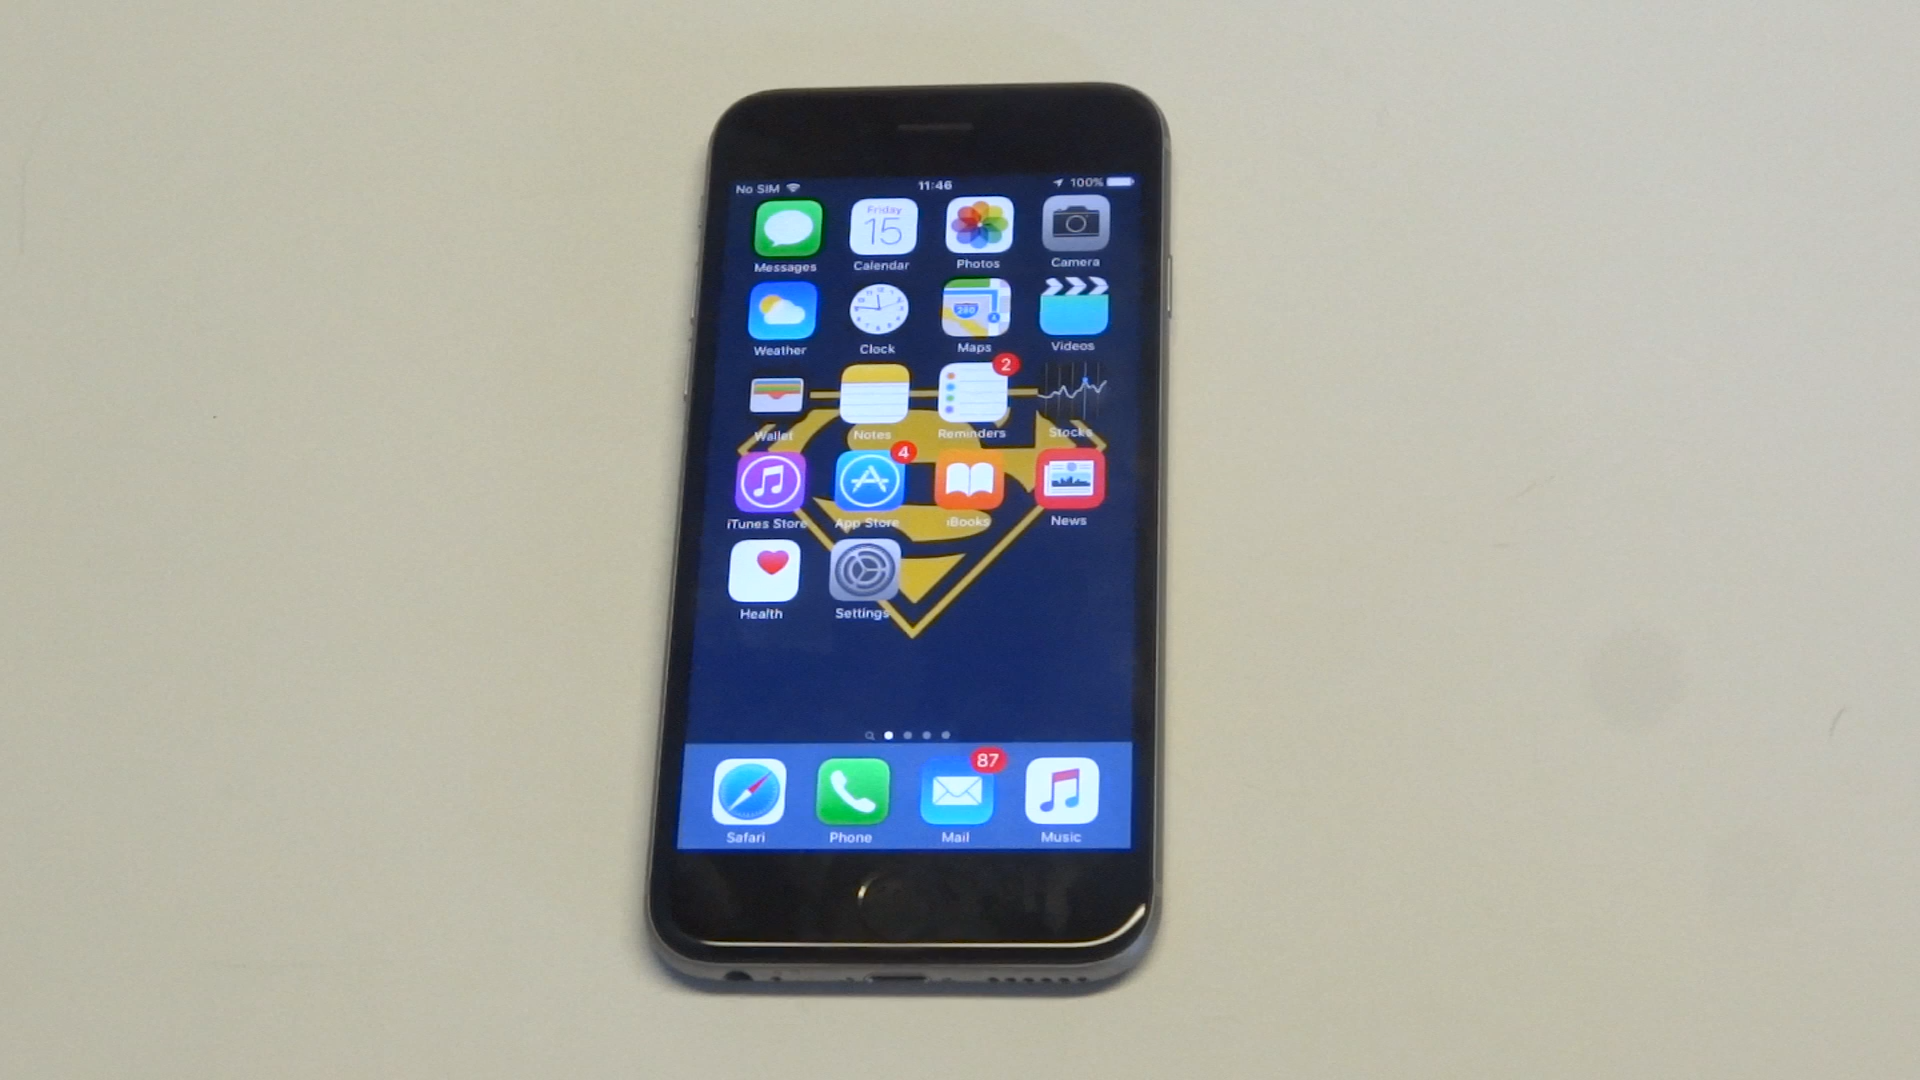 No SIM 11:46 100%
Friday
15
Messages Calendar Photos Camera
280
Weather Clock Maps Videos
2
Wallet Notes Reminders Stocks
4
iTunes Store App Store iBooks News
Health Settings
87
Safari Phone Mail Music